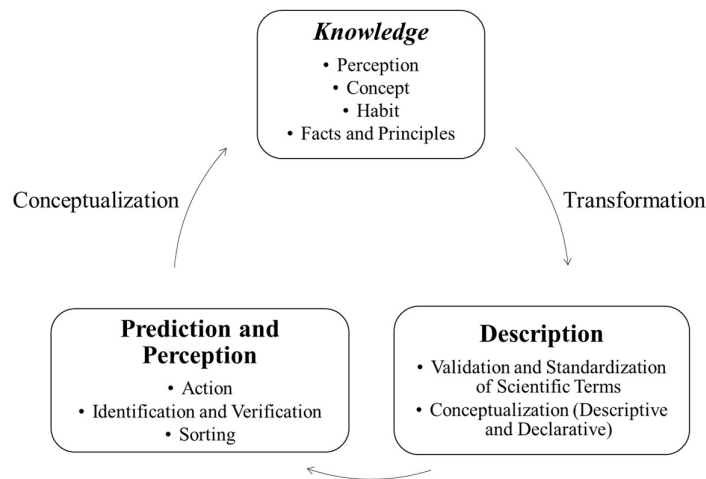 Knowledge
• Perception
• Concept
• Habit
• Facts and Principles
Conceptualization
Transformation
Prediction and
Perception
• Action
• Identification and Verification
• Sorting
Description
• Validation and Standardization
of Scientific Terms
• Conceptualization (Descriptive
and Declarative)